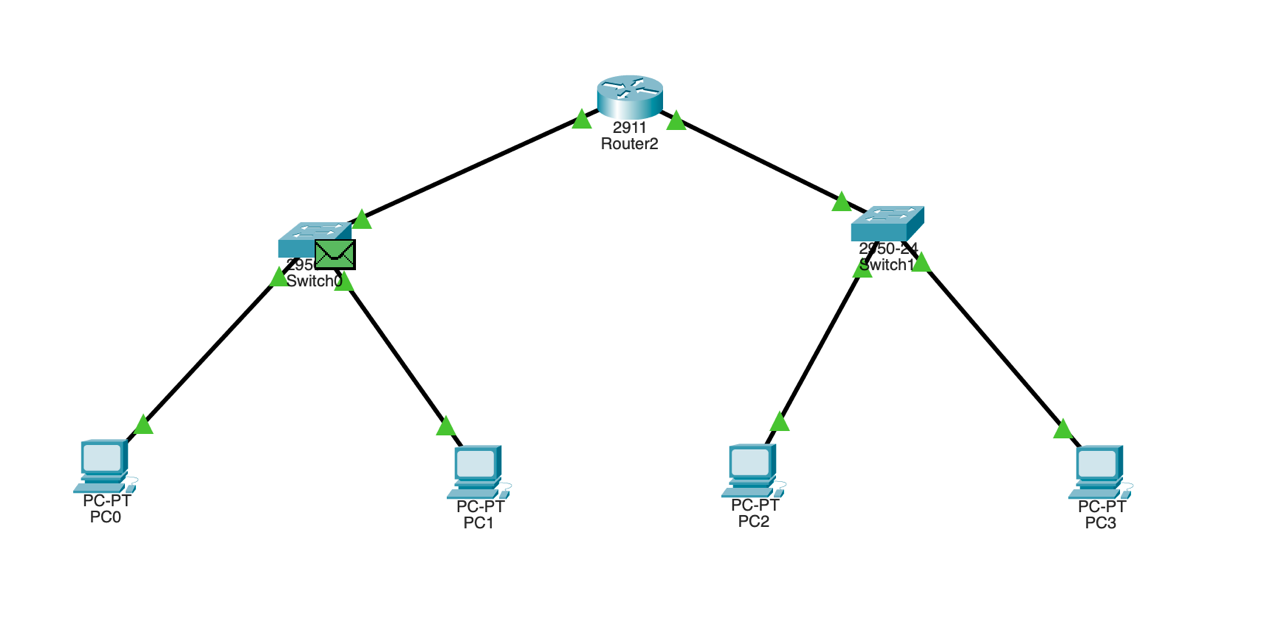 2911
Router2
295
Switch0
2950-24
Switch1
PC-PT
PC0
PC-PT
PC1
PC-PT
PC2
PC-PT
PC3